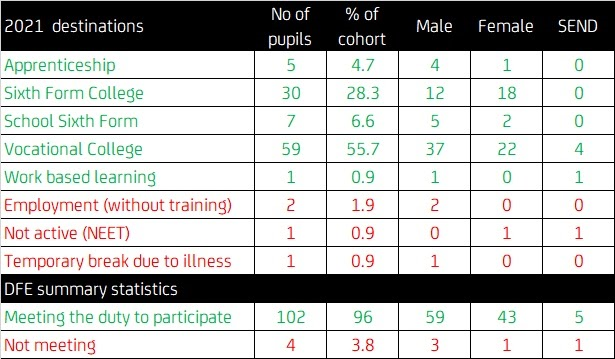 2021 destinations No of pupils % of cohort Male Female SEND
Apprenticeship 5 4.7 4 1 0
Sixth Form College 30 28.3 12 18 0
School Sixth Form 7 6.6 5 2 0
Vocational College 59 55.7 37 22 4
Work based learning 1 0.9 1 0 1
Employment (without training) 2 1.9 2 0 0
Not active (NEET) 1 0.9 0 1 1
Temporary break due to illness 1 0.9 1 0 0
DFE summary statistics
Meeting the duty to participate 102 96 59 43 5
Not meeting 4 3.8 3 1 1